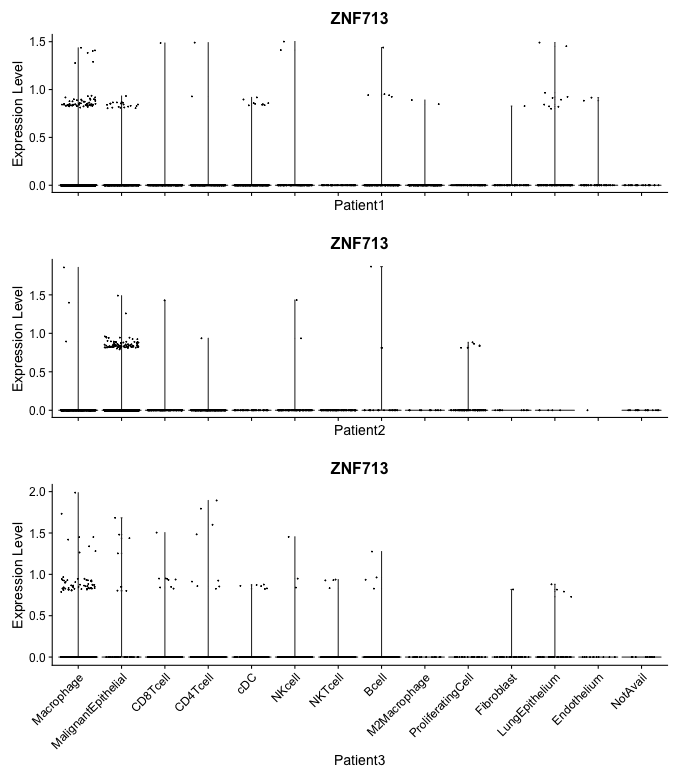 ZNF713
Expression Level
1.5
1.0
0.5
0.0
Patient1
ZNF713
Expression Level
1.5
1.0
0.5
0.0
Patient2
ZNF713
Expression Level
2.0
1.5
1.0
0.5
0.0
Macrophage
MalignantEpithelial
CD8Tcell
CD4Tcell
cDC
NKcell
NKTcell
Bcell
M2Macrophage
ProliferatingCell
Fibroblast
LungEpithelium
Endothelium
NotAvail
Patient3